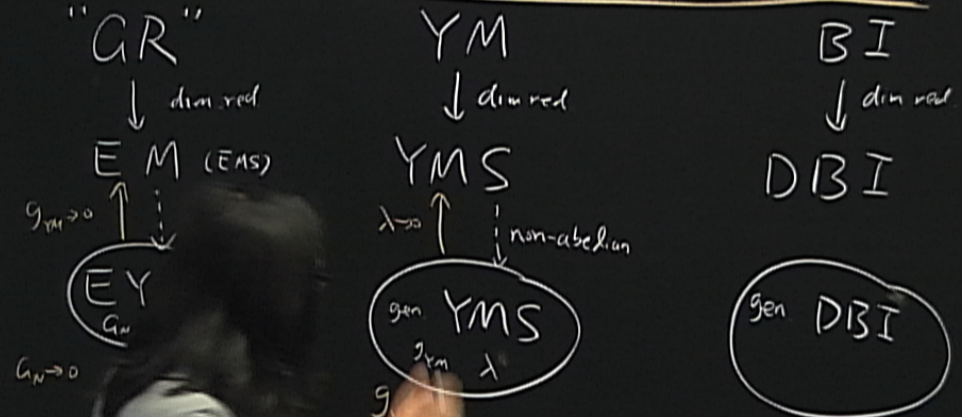 "GR" YM BI
dim red dim red dim red
EM (EMS) YMS DBI
g_YM→0 λ→0 non-abelian
EY gen YMS gen DBI
G_N g_YM λ
G_N→0 g